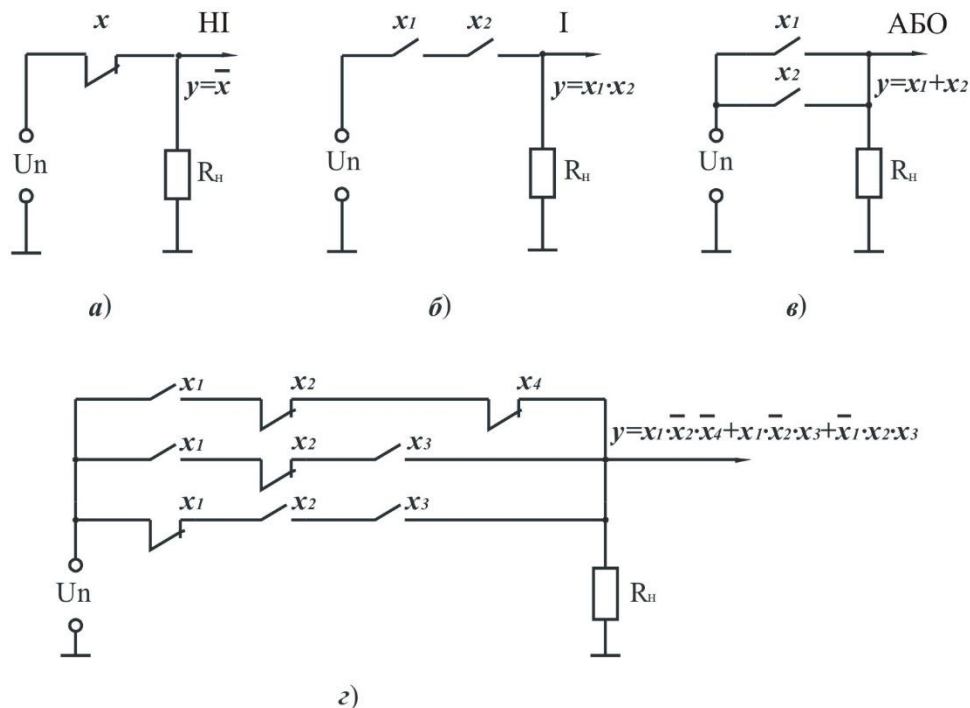 x HI
y=x̅
Un
Rн
а)
x₁ x₂ I
y=x₁·x₂
Un
Rн
б)
x₁ АБО
x₂
y=x₁+x₂
Un
Rн
в)
x₁ x₂ x₄
y=x₁·x̅₂·x̅₄+x₁·x̅₂·x₃+x̅₁·x₂·x₃
x₁ x₂ x₃
x₁ x₂ x₃
Un
Rн
г)